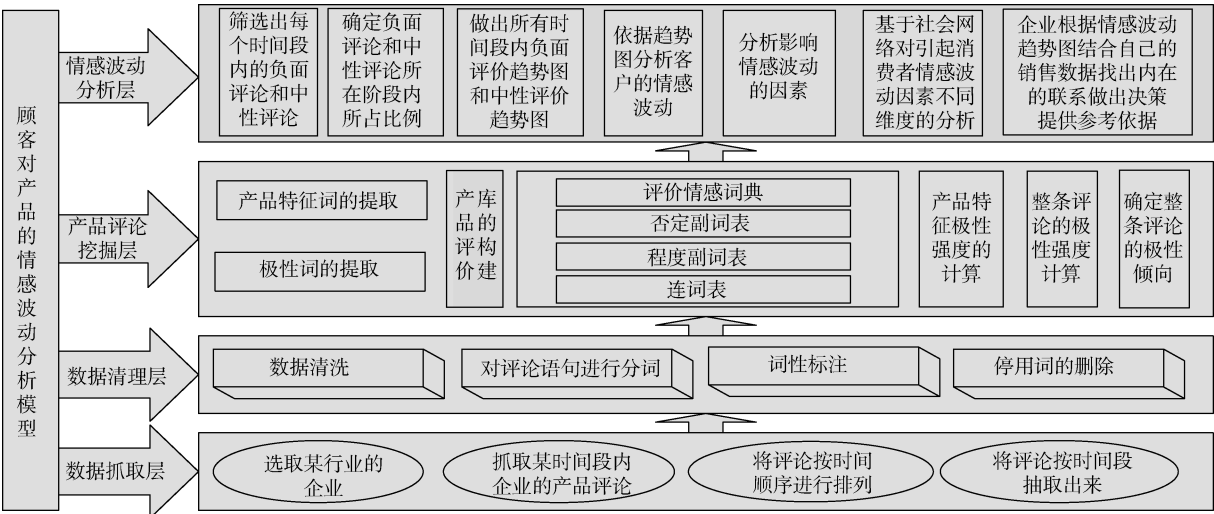 顾客对产品的情感波动分析模型
情感波动
分析层
筛选出每
个时间段
内的负面
评论和中
性评论
确定负面
评论和中
性评论所
在阶段内
所占比例
做出所有时
间段内负面
评价趋势图
和中性评价
趋势图
依据趋势
图分析客
户的情感
波动
分析影响
情感波动
的因素
基于社会网
络对引起消
费者情感波
动因素不同
维度的分析
企业根据情感波动
趋势图结合自己的
销售数据找出内在
的联系做出决策
提供参考依据
产品评论
挖掘层
产品特征词的提取
极性词的提取
产品评价
库的构建
评价情感词典
否定副词表
程度副词表
连词表
产品特
征极性
强度的
计算
整条评
论的极
性强度
计算
确定整
条评论
的极性
倾向
数据清理层
数据清洗
对评论语句进行分词
词性标注
停用词的删除
数据抓取层
选取某行业的
企业
抓取某时间段内
企业的产品评论
将评论按时间
顺序进行排列
将评论按时间段
抽取出来